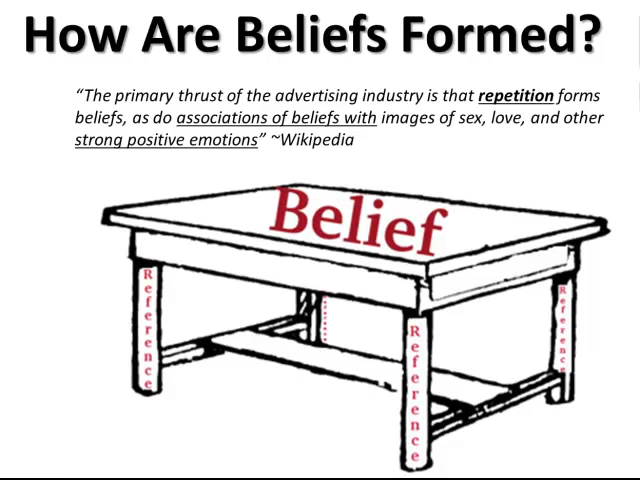 How Are Beliefs Formed?
“The primary thrust of the advertising industry is that repetition forms
beliefs, as do associations of beliefs with images of sex, love, and other
strong positive emotions” ~Wikipedia
Belief
Reference
Reference
Reference